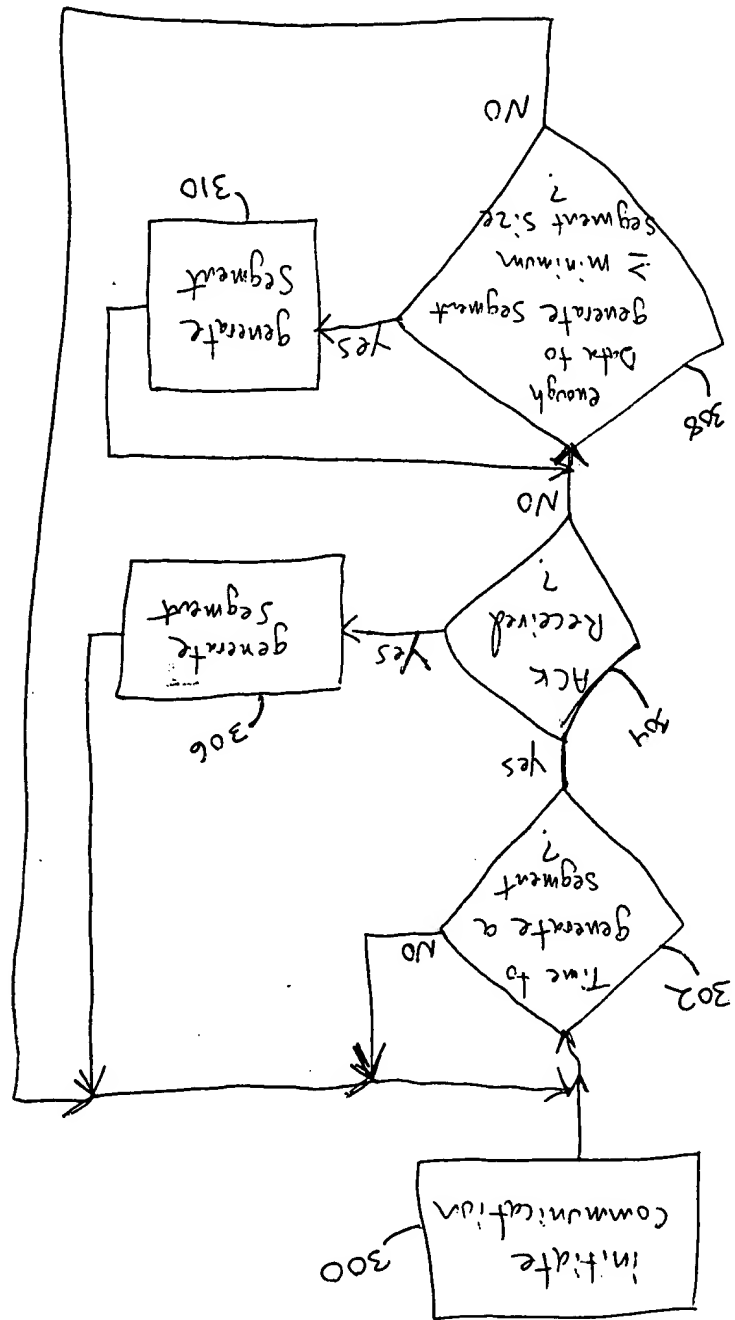 initiate
communication
300
Time to
generate a
segment
?
302
NO
yes
ACK
Received
?
304
Yes
generate
segment
306
NO
enough
Data to
generate segment
≥ minimum
segment size
?
308
Yes
generate
segment
310
NO